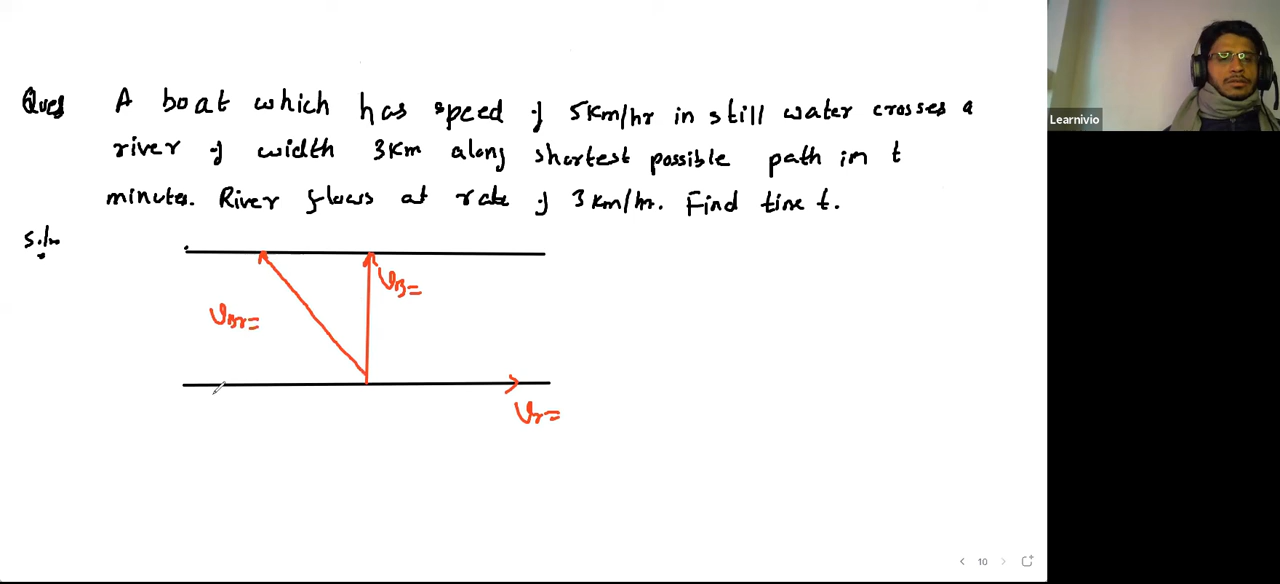 Ques A boat which has speed of 5km/hr in still water crosses a
river of width 3km along shortest possible path in t
minutes. River flows at rate of 3 km/hr. Find time t.
Soln
VB=
VBr=
Vr=
Learnivio
10